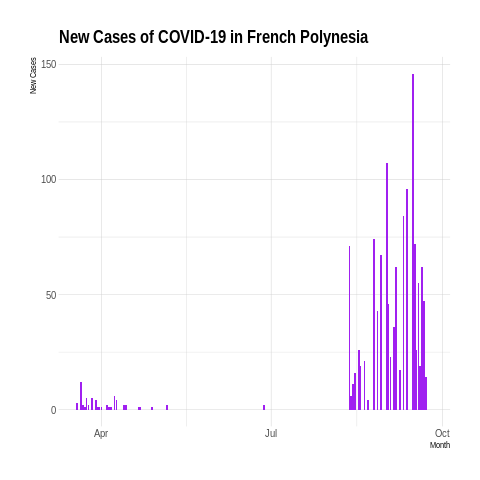 New Cases of COVID-19 in French Polynesia
New Cases
150
100
50
0
Apr
Jul
Oct
Month